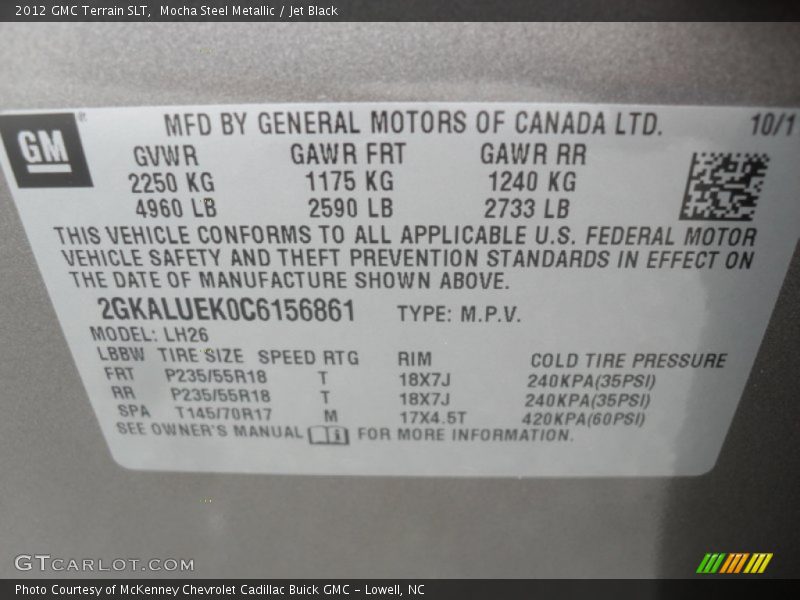 2012 GMC Terrain SLT, Mocha Steel Metallic / Jet Black
GM
MFD BY GENERAL MOTORS OF CANADA LTD. 10/1
GVWR GAWR FRT GAWR RR
2250 KG 1175 KG 1240 KG
4960 LB 2590 LB 2733 LB
THIS VEHICLE CONFORMS TO ALL APPLICABLE U.S. FEDERAL MOTOR
VEHICLE SAFETY AND THEFT PREVENTION STANDARDS IN EFFECT ON
THE DATE OF MANUFACTURE SHOWN ABOVE.
2GKALUEK0C6156861 TYPE: M.P.V.
MODEL: LH26
LBBW TIRE SIZE SPEED RTG RIM COLD TIRE PRESSURE
FRT P235/55R18 T 18X7J 240KPA(35PSI)
RR P235/55R18 T 18X7J 240KPA(35PSI)
SPA T145/70R17 M 17X4.5T 420KPA(60PSI)
SEE OWNER'S MANUAL FOR MORE INFORMATION.
GTCARLOT.COM
Photo Courtesy of McKenney Chevrolet Cadillac Buick GMC - Lowell, NC